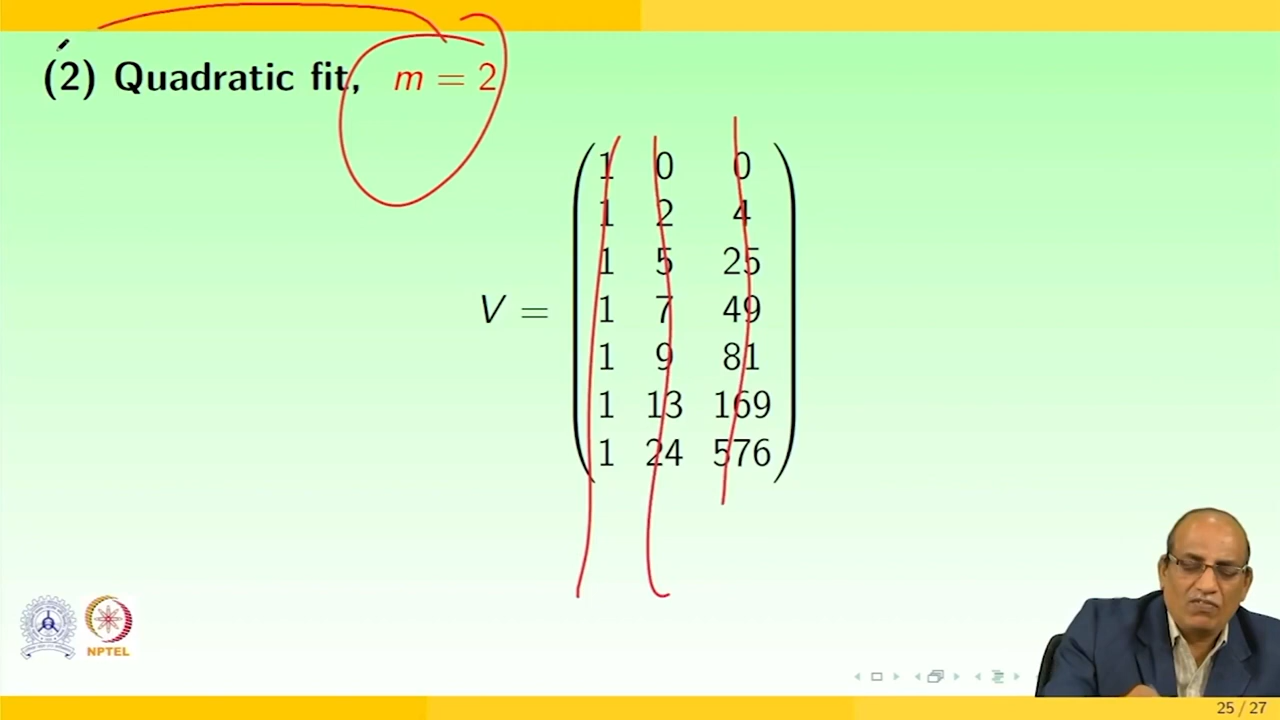 (2) Quadratic fit, m = 2
1 0 0
1 2 4
1 5 25
V = 1 7 49
1 9 81
1 13 169
1 24 576
NPTEL
25 / 27